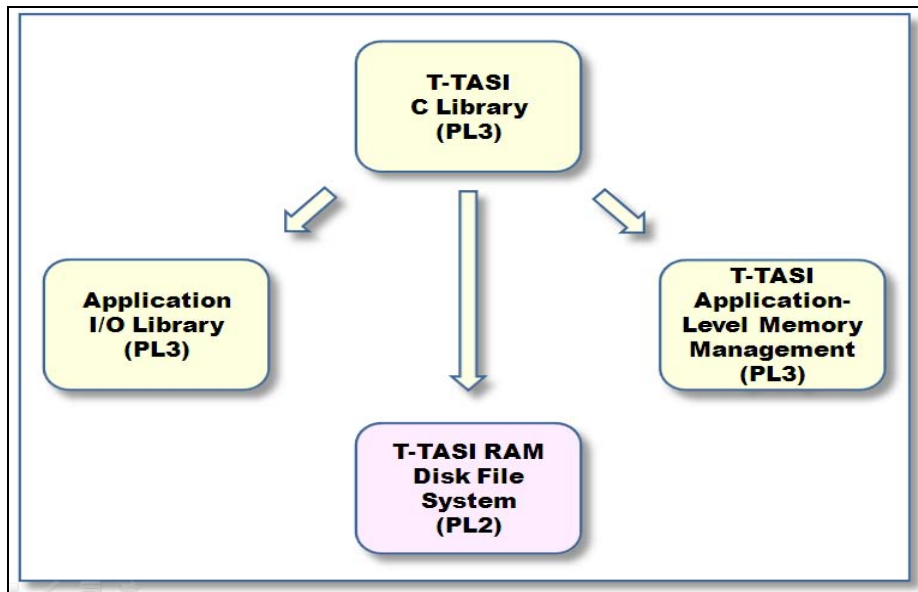 T-TASI
C Library
(PL3)
Application
I/O Library
(PL3)
T-TASI
Application-
Level Memory
Management
(PL3)
T-TASI RAM
Disk File
System
(PL2)